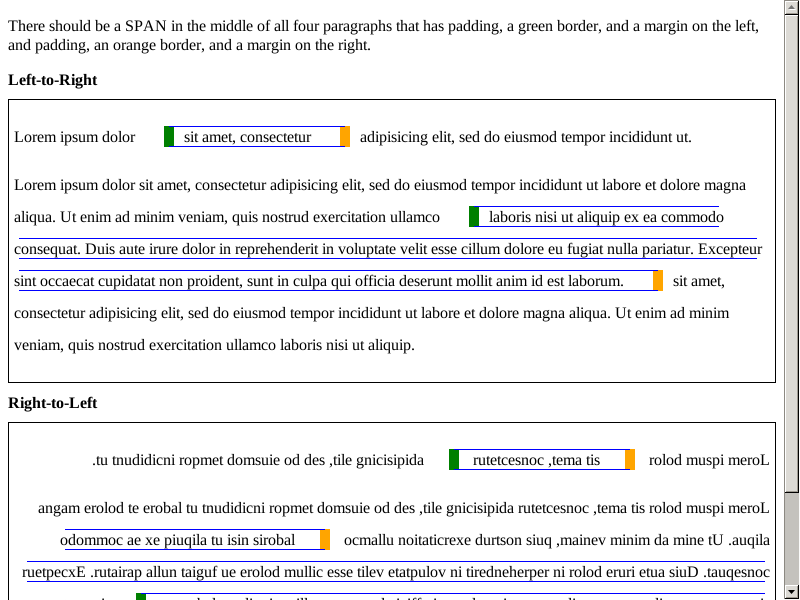 There should be a SPAN in the middle of all four paragraphs that has padding, a green border, and a margin on the left,
and padding, an orange border, and a margin on the right.
Left-to-Right
Lorem ipsum dolor sit amet, consectetur adipisicing elit, sed do eiusmod tempor incididunt ut.
Lorem ipsum dolor sit amet, consectetur adipisicing elit, sed do eiusmod tempor incididunt ut labore et dolore magna
aliqua. Ut enim ad minim veniam, quis nostrud exercitation ullamco laboris nisi ut aliquip ex ea commodo
consequat. Duis aute irure dolor in reprehenderit in voluptate velit esse cillum dolore eu fugiat nulla pariatur. Excepteur
sint occaecat cupidatat non proident, sunt in culpa qui officia deserunt mollit anim id est laborum. sit amet,
consectetur adipisicing elit, sed do eiusmod tempor incididunt ut labore et dolore magna aliqua. Ut enim ad minim
veniam, quis nostrud exercitation ullamco laboris nisi ut aliquip.
Right-to-Left
.tu tnudidicni ropmet domsuie od des ,tile gnicisipida rutetcesnoc ,tema tis rolod muspi meroL
angam erolod te erobal tu tnudidicni ropmet domsuie od des ,tile gnicisipida rutetcesnoc ,tema tis rolod muspi meroL
odommoc ae xe piuqila tu isin sirobal ocmallu noitaticrexe durtson siuq ,mainev minim da mine tU .auqila
ruetpecxE .rutairap allun taiguf ue erolod mullic esse tilev etatpulov ni tiredneherper ni rolod eruri etua siuD .tauqesnoc